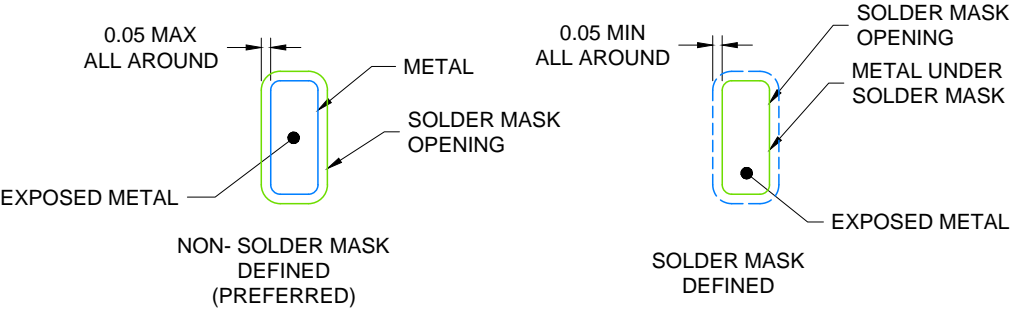 0.05 MAX
ALL AROUND
METAL
SOLDER MASK
OPENING
EXPOSED METAL
NON- SOLDER MASK
DEFINED
(PREFERRED)
0.05 MIN
ALL AROUND
SOLDER MASK
OPENING
METAL UNDER
SOLDER MASK
EXPOSED METAL
SOLDER MASK
DEFINED